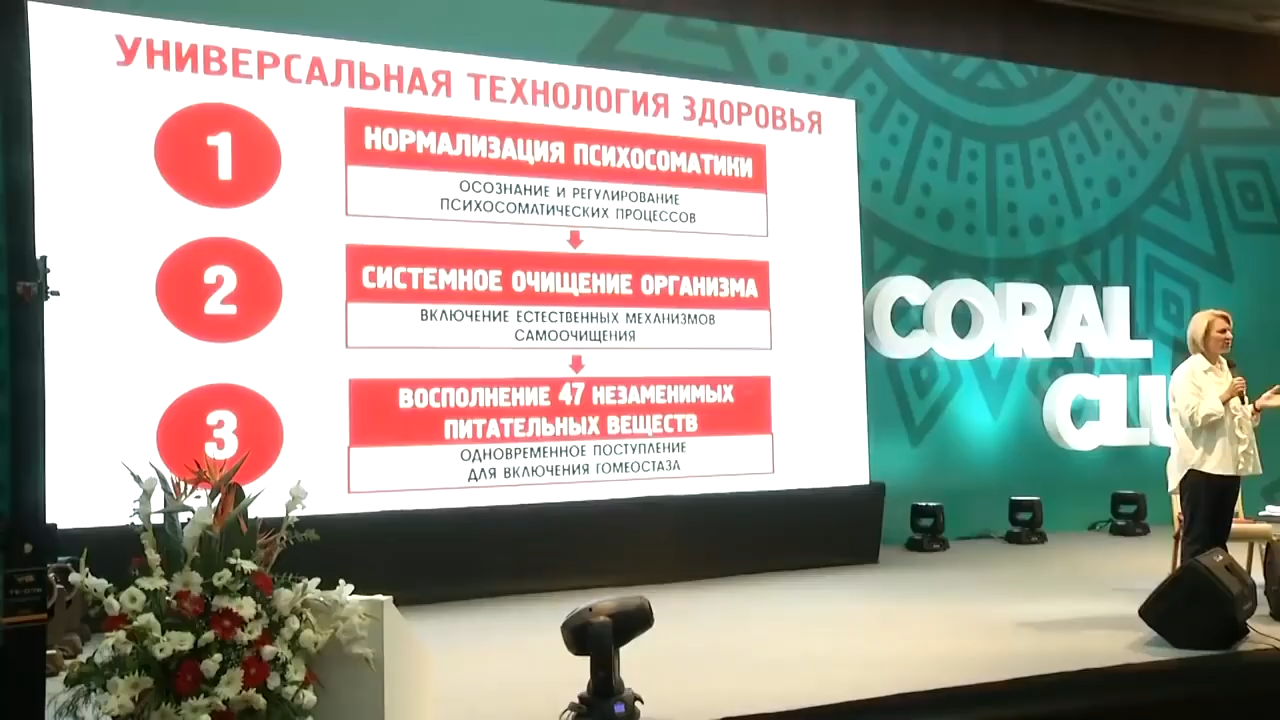 УНИВЕРСАЛЬНАЯ ТЕХНОЛОГИЯ ЗДОРОВЬЯ
1
НОРМАЛИЗАЦИЯ ПСИХОСОМАТИКИ
ОСОЗНАНИЕ И РЕГУЛИРОВАНИЕ
ПСИХОСОМАТИЧЕСКИХ ПРОЦЕССОВ
2
СИСТЕМНОЕ ОЧИЩЕНИЕ ОРГАНИЗМА
ВКЛЮЧЕНИЕ ЕСТЕСТВЕННЫХ МЕХАНИЗМОВ
САМООЧИЩЕНИЯ
3
ВОСПОЛНЕНИЕ 47 НЕЗАМЕНИМЫХ
ПИТАТЕЛЬНЫХ ВЕЩЕСТВ
ОДНОВРЕМЕННОЕ ПОСТУПЛЕНИЕ
ДЛЯ ВКЛЮЧЕНИЯ ГОМЕОСТАЗА
CORAL
CLU